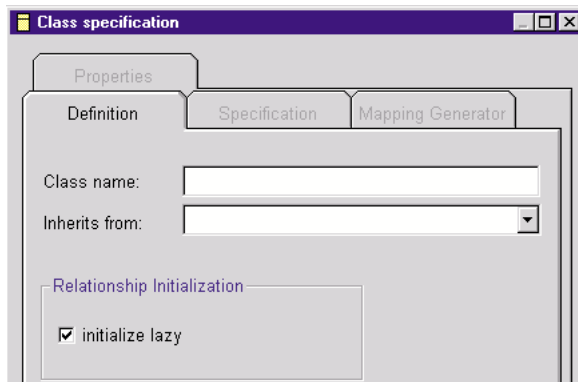 Class specification
Properties
Definition Specification Mapping Generator
Class name:
Inherits from:
Relationship Initialization
initialize lazy